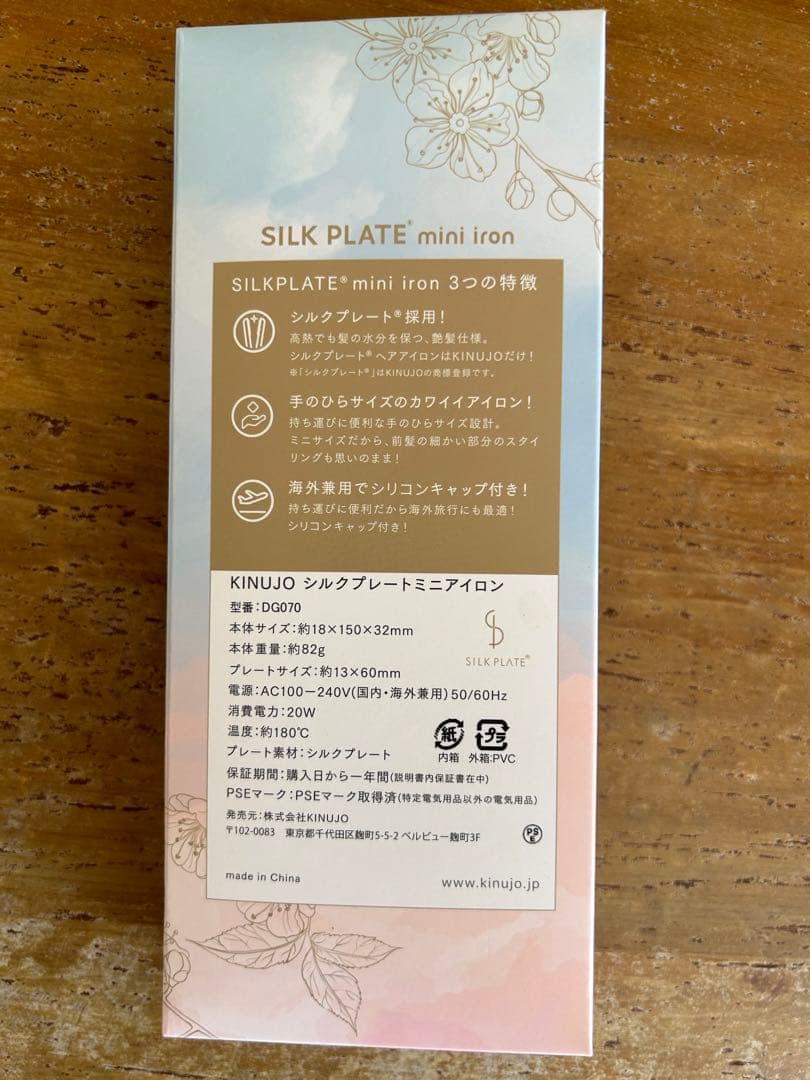 SILK PLATE® mini iron
SILKPLATE® mini iron 3つの特徴
シルクプレート®採用！
高熱でも髪の水分を保つ、艶髪仕様。
シルクプレート® ヘアアイロンはKINUJOだけ！
※「シルクプレート®」はKINUJOの商標登録です。
手のひらサイズのカワイイアイロン！
持ち運びに便利な手のひらサイズ設計。
ミニサイズだから、前髪の細かい部分のスタイ
リングも思いのまま！
海外兼用でシリコンキャップ付き！
持ち運びに便利だから海外旅行にも最適！
シリコンキャップ付き！
KINUJO シルクプレートミニアイロン
型番：DG070
本体サイズ：約18×150×32mm
本体重量：約82g
プレートサイズ：約13×60mm
SILK PLATE®
電源：AC100－240V(国内・海外兼用) 50/60Hz
消費電力：20W
温度：約180℃
プレート素材：シルクプレート
紙 プラ
内箱 外箱:PVC
保証期間：購入日から一年間(説明書内保証書在中)
PSEマーク：PSEマーク取得済(特定電気用品以外の電気用品)
発売元：株式会社KINUJO
〒102-0083 東京都千代田区麹町5-5-2 ベルビュー麹町3F
PS
E
made in China
www.kinujo.jp